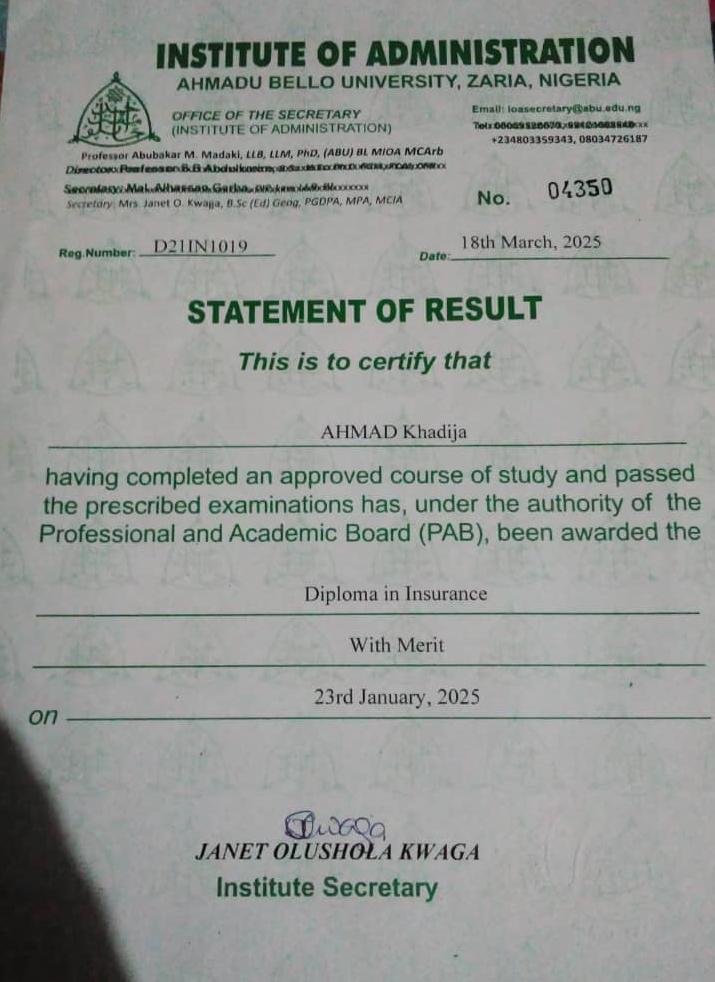 INSTITUTE OF ADMINISTRATION
AHMADU BELLO UNIVERSITY, ZARIA, NIGERIA
OFFICE OF THE SECRETARY
(INSTITUTE OF ADMINISTRATION)
Email: ioasecretary@abu.edu.ng
+234803359343, 08034726187
Professor Abubakar M. Madaki, LLB, LLM, PhD, (ABU) BL MIOA MCArb
Secretary: Mrs. Janet O. Kwaga, B.Sc (Ed) Geog, PGDPA, MPA, MCIA
No. 04350
Reg.Number: D21IN1019
Date: 18th March, 2025
STATEMENT OF RESULT
This is to certify that
AHMAD Khadija
having completed an approved course of study and passed
the prescribed examinations has, under the authority of the
Professional and Academic Board (PAB), been awarded the
Diploma in Insurance
With Merit
on 23rd January, 2025
JANET OLUSHOLA KWAGA
Institute Secretary